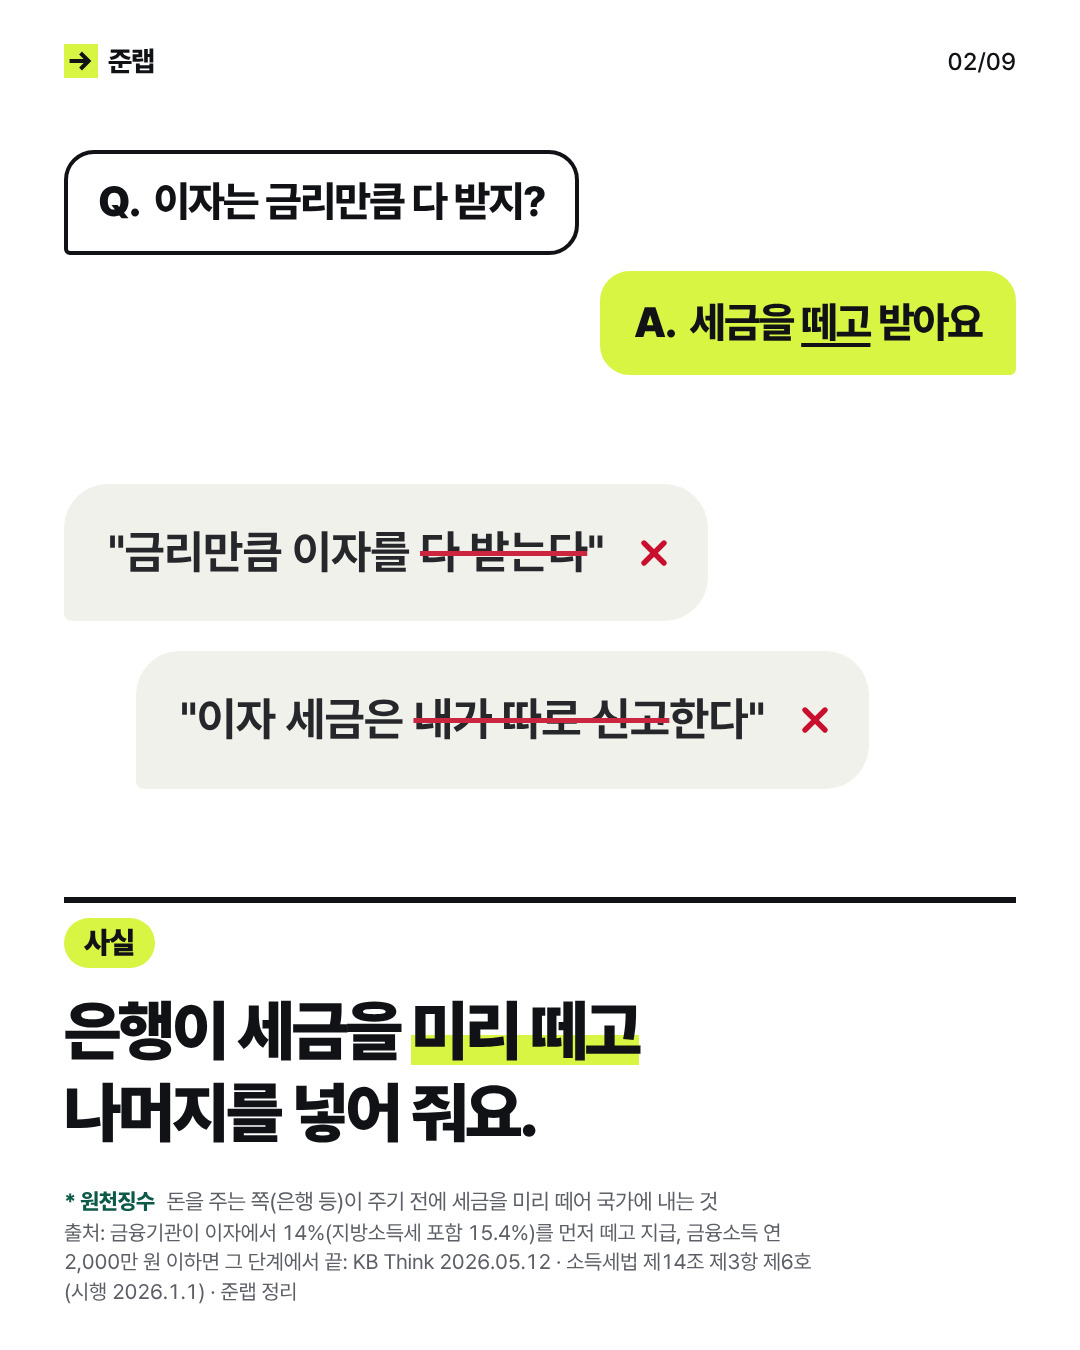 준랩
02/09
Q. 이자는 금리만큼 다 받지?
A. 세금을 떼고 받아요
"금리만큼 이자를 다 받는다"
"이자 세금은 내가 따로 신고한다"
사실
은행이 세금을 미리 떼고
나머지를 넣어 줘요.
* 원천징수 돈을 주는 쪽(은행 등)이 주기 전에 세금을 미리 떼어 국가에 내는 것
출처: 금융기관이 이자에서 14%(지방소득세 포함 15.4%)를 먼저 떼고 지급, 금융소득 연
2,000만 원 이하면 그 단계에서 끝: KB Think 2026.05.12 · 소득세법 제14조 제3항 제6호
(시행 2026.1.1) · 준랩 정리